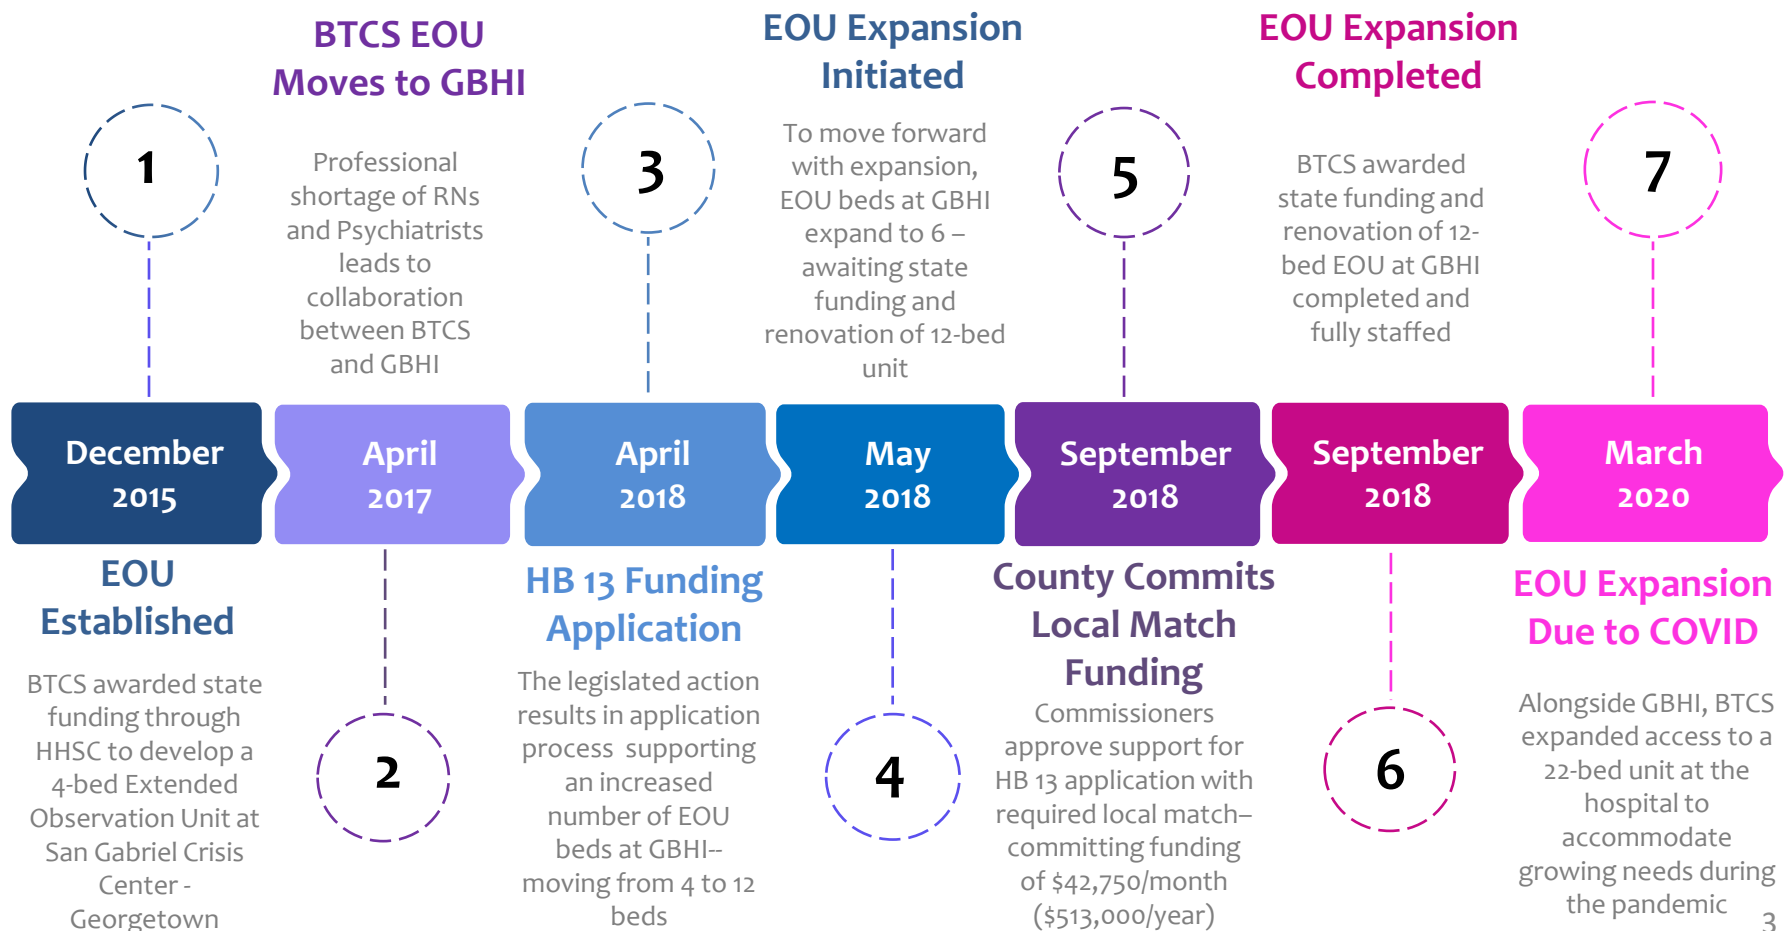 1
December
2015
EOU
Established
BTCS awarded state
funding through
HHSC to develop a
4-bed Extended
Observation Unit at
San Gabriel Crisis
Center -
Georgetown
BTCS EOU
Moves to GBHI
Professional
shortage of RNs
and Psychiatrists
leads to
collaboration
between BTCS
and GBHI
April
2017
2
3
April
2018
HB 13 Funding
Application
The legislated action
results in application
process  supporting
an increased
number of EOU
beds at GBHI--
moving from 4 to 12
beds
EOU Expansion
Initiated
To move forward
with expansion,
EOU beds at GBHI
expand to 6 –
awaiting state
funding and
renovation of 12-bed
unit
May
2018
4
5
September
2018
County Commits
Local Match
Funding
Commissioners
approve support for
HB 13 application with
required local match–
committing funding
of $42,750/month
($513,000/year)
EOU Expansion
Completed
BTCS awarded
state funding and
renovation of 12-
bed EOU at GBHI
completed and
fully staffed
September
2018
6
7
March
2020
EOU Expansion
Due to COVID
Alongside GBHI, BTCS
expanded access to a
22-bed unit at the
hospital to
accommodate
growing needs during
the pandemic
3